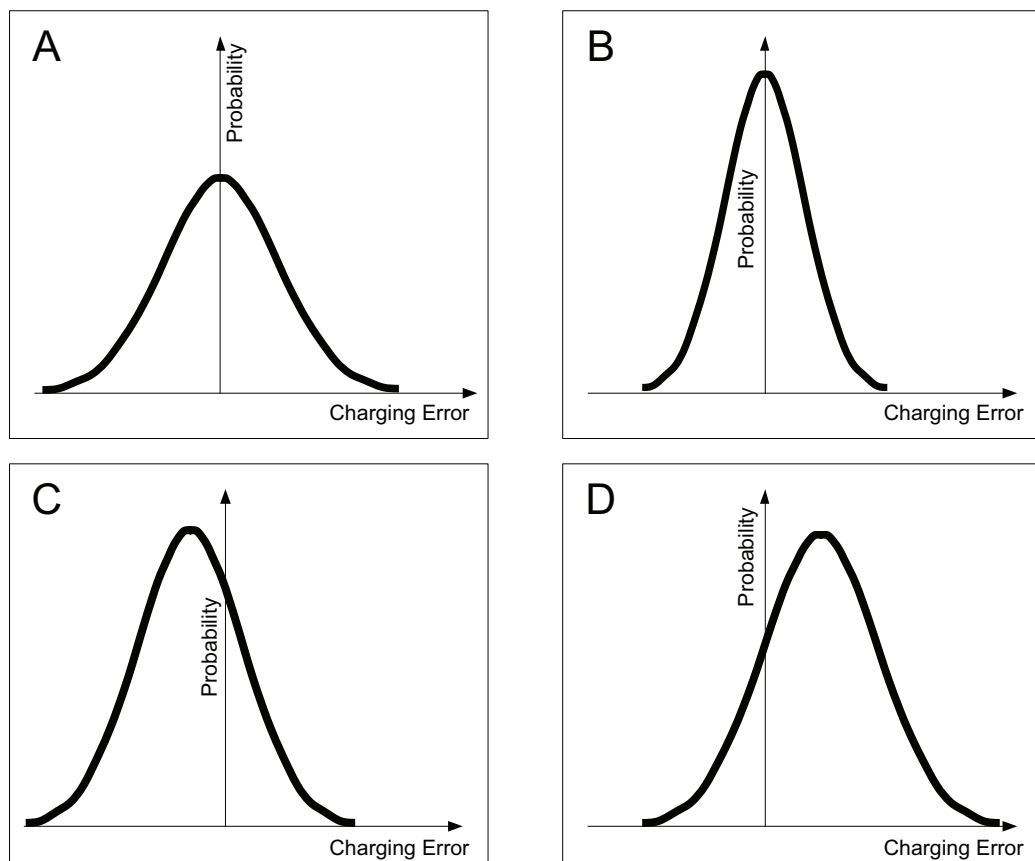 A
Probability
Charging Error
B
Probability
Charging Error
C
Probability
Charging Error
D
Probability
Charging Error